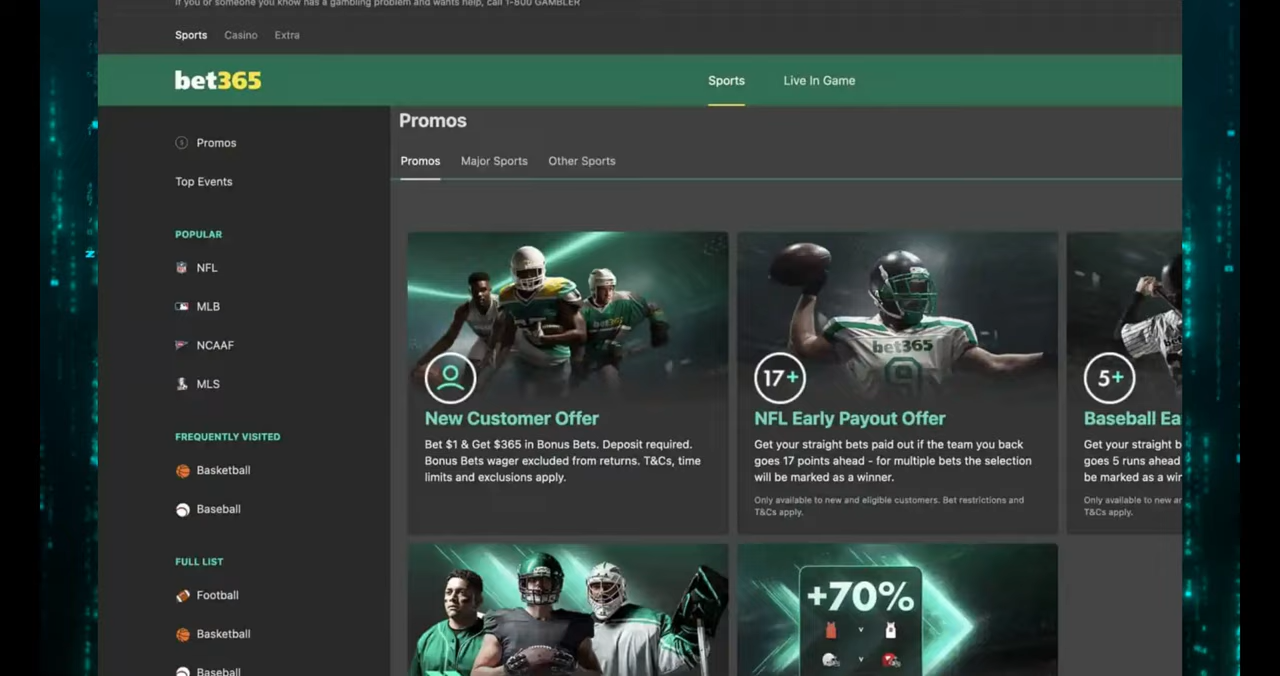 If you or someone you know has a gambling problem and wants help, call 1-800 GAMBLER
Sports Casino Extra
bet365
Sports Live In Game
Promos
Top Events
POPULAR
NFL
MLB
NCAAF
MLS
FREQUENTLY VISITED
Basketball
Baseball
FULL LIST
Football
Basketball
Baseball
Promos
Promos Major Sports Other Sports
New Customer Offer
Bet $1 & Get $365 in Bonus Bets. Deposit required.
Bonus Bets wager excluded from returns. T&Cs, time
limits and exclusions apply.
bet365
9
17+
NFL Early Payout Offer
Get your straight bets paid out if the team you back
goes 17 points ahead - for multiple bets the selection
will be marked as a winner.
Only available to new and eligible customers. Bet restrictions and
T&Cs apply.
5+
Baseball Ea
Get your straight b
goes 5 runs ahead
be marked as a wir
Only available to new ar
T&Cs apply.
+70%
v
v